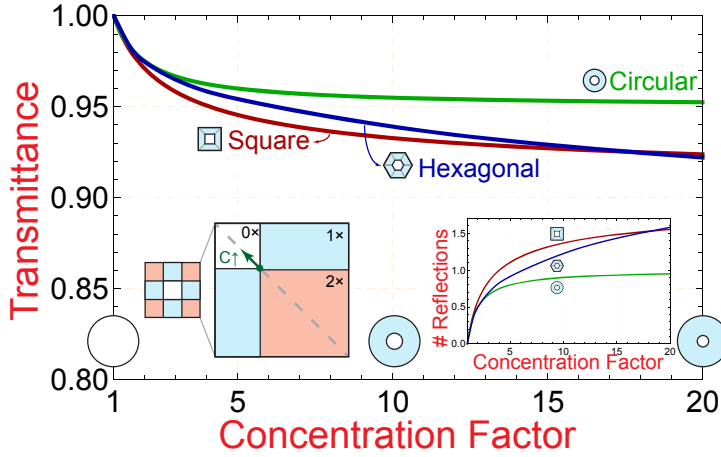 1.00
0.95
0.90
0.85
0.80
Transmittance
Circular
Square
Hexagonal
0×
1×
C↑
2×
# Reflections
1.5
1.0
0.5
0.0
5
10
15
20
Concentration Factor
1
5
10
15
20
Concentration Factor